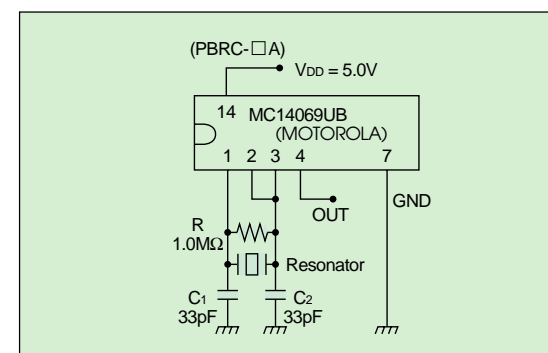 (PBRC-□A)
VDD = 5.0V
14 MC14069UB
(MOTOROLA)
1 2 3 4 7
OUT
GND
R
1.0MΩ
Resonator
C1 C2
33pF 33pF